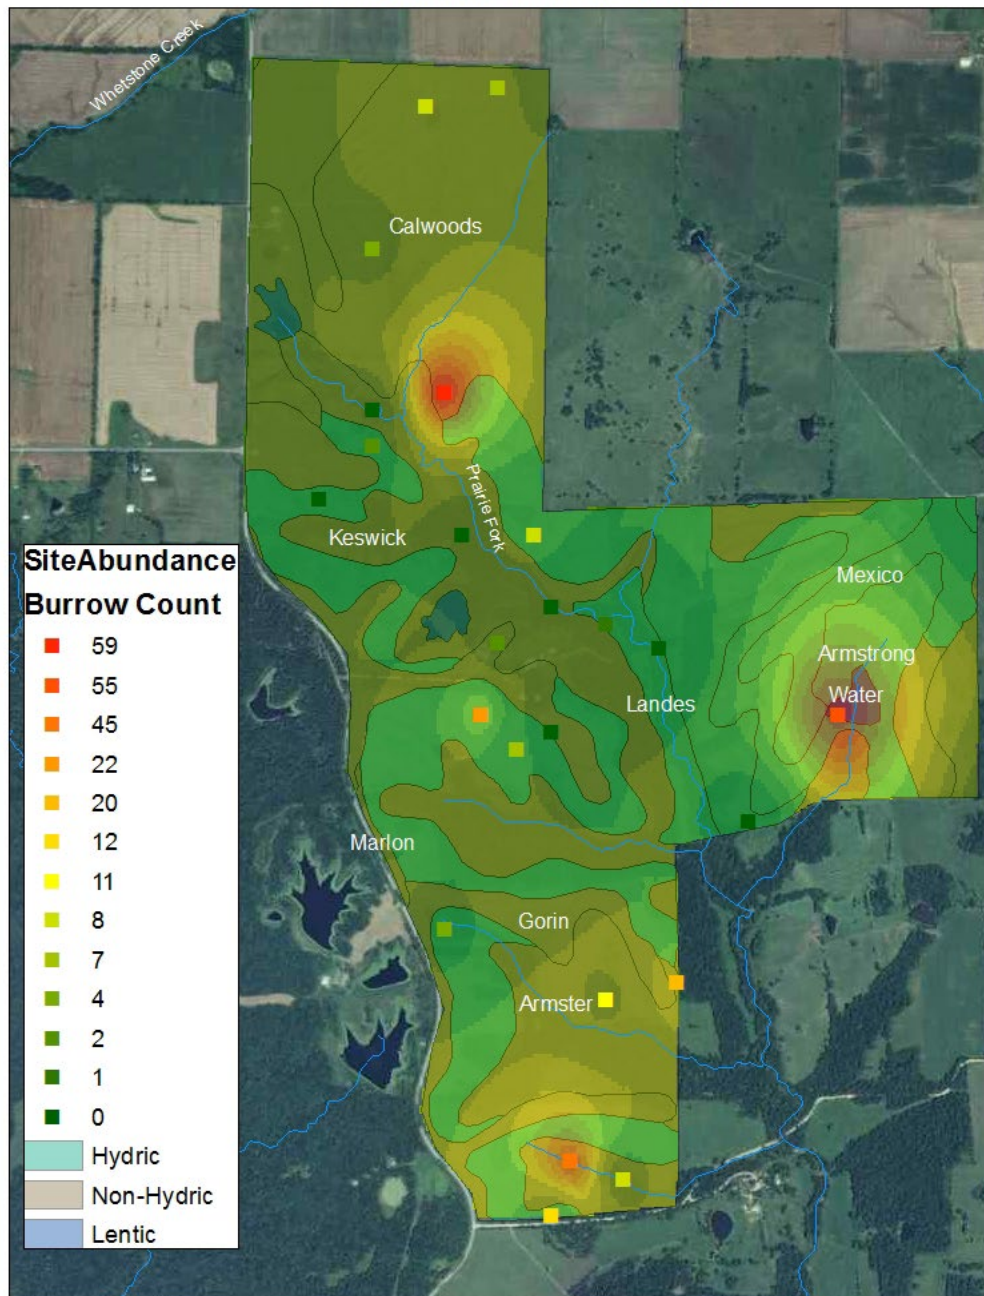 Whetstone Creek
Calwoods
Prairie Fork
Keswick
Mexico
Armstrong
Water
Landes
Marlon
Gorin
Armster
SiteAbundance
Burrow Count
59
55
45
22
20
12
11
8
7
4
2
1
0
Hydric
Non-Hydric
Lentic